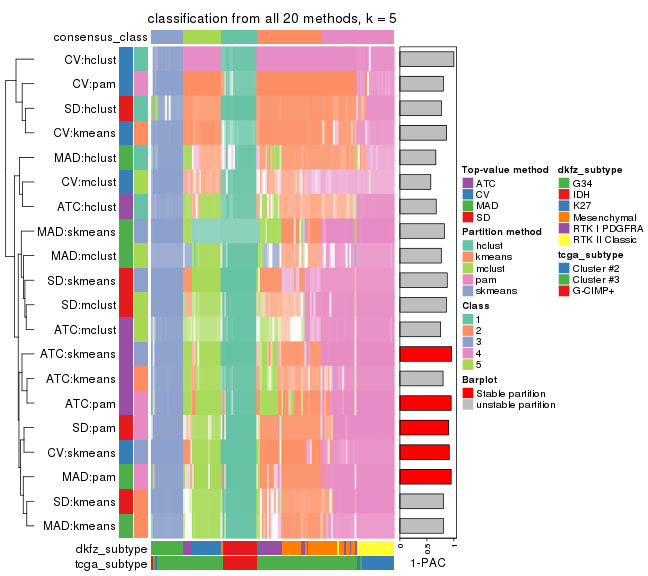 classification from all 20 methods, k = 5
consensus_class
CV:hclust
CV:pam
SD:hclust
CV:kmeans
MAD:hclust
CV:mclust
ATC:hclust
MAD:skmeans
MAD:mclust
SD:skmeans
SD:mclust
ATC:mclust
ATC:skmeans
ATC:kmeans
ATC:pam
SD:pam
CV:skmeans
MAD:pam
SD:kmeans
MAD:kmeans
dkfz_subtype
tcga_subtype
0
0.5
1
1-PAC
Top-value method
ATC
CV
MAD
SD
Partition method
hclust
kmeans
mclust
pam
skmeans
Class
1
2
3
4
5
Barplot
Stable partition
unstable partition
dkfz_subtype
G34
IDH
K27
Mesenchymal
RTK I PDGFRA
RTK II Classic
tcga_subtype
Cluster #2
Cluster #3
G-CIMP+